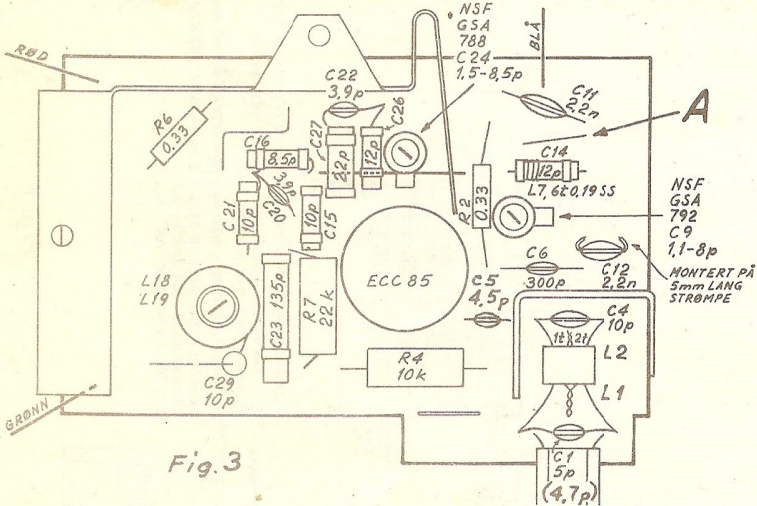 RØD
NSF
GSA
788
C24
1,5-8,5p
BLÅ
C22
3,9p
C26
C11
2,2n
A
R6
0.33
C27
C16
8,5p
8,2p
12p
C14
12p
L7, 6t 0,19 SS
3,9p
C20
C21
10p
10p
C15
R2
0.33
NSF
GSA
792
C9
1,1-8p
MONTERT PÅ
5mm LANG
STRØMPE
L18
L19
ECC 85
C6
300p
C12
2,2n
C5
4,5p
C23 135p
R7
22k
C4
10p
1t 2t
L2
R4
10k
L1
C29
10p
GRØNN
Fig. 3
C1
5p
(4,7p)